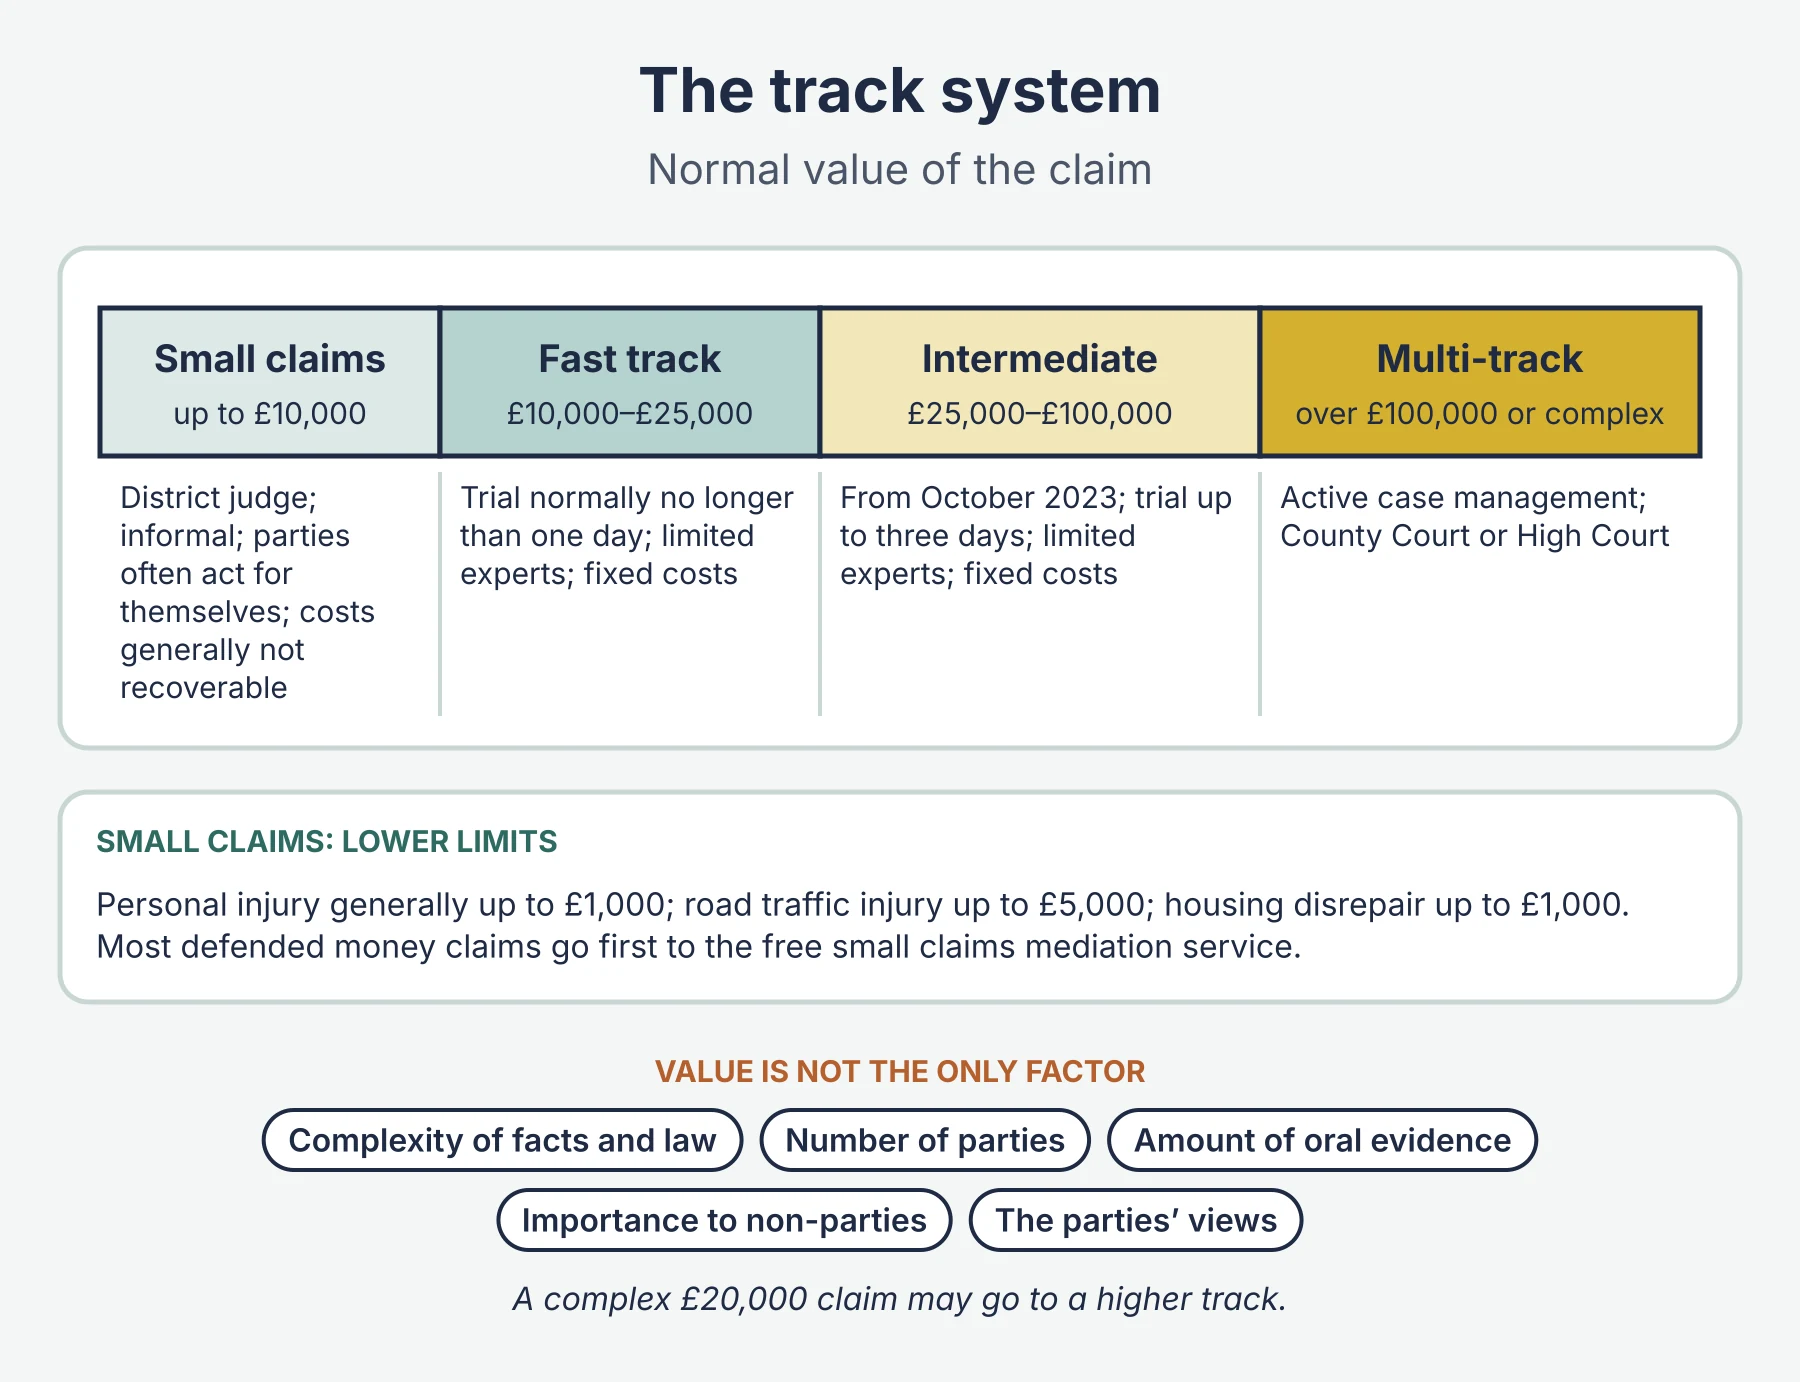 The track system
Normal value of the claim
Small claims
up to £10,000
District judge;
informal; parties
often act for
themselves; costs
generally not
recoverable
Fast track
£10,000–£25,000
Trial normally no longer
than one day; limited
experts; fixed costs
Intermediate
£25,000–£100,000
From October 2023; trial up
to three days; limited
experts; fixed costs
Multi-track
over £100,000 or complex
Active case management;
County Court or High Court
SMALL CLAIMS: LOWER LIMITS
Personal injury generally up to £1,000; road traffic injury up to £5,000; housing disrepair up to £1,000.
Most defended money claims go first to the free small claims mediation service.
VALUE IS NOT THE ONLY FACTOR
Complexity of facts and law
Number of parties
Amount of oral evidence
Importance to non-parties
The parties’ views
A complex £20,000 claim may go to a higher track.